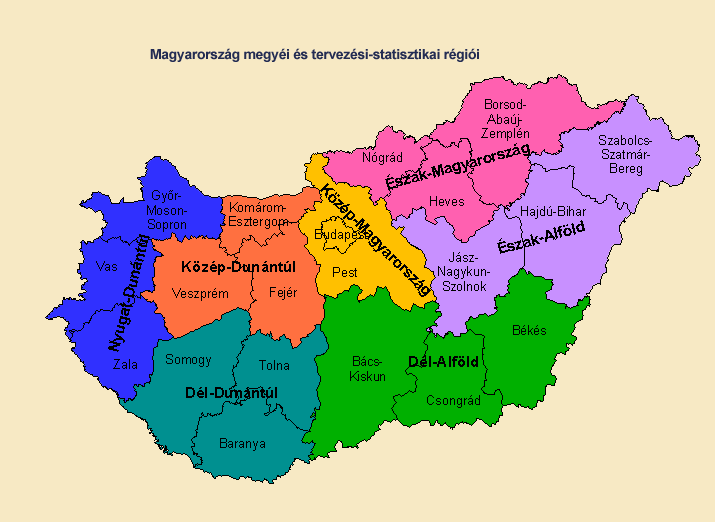 Magyarország megyéi és tervezési-statisztikai régiói
Borsod-
Abaúj-
Zemplén
Szabolcs-
Szatmár-
Bereg
Nógrád
Észak-Magyarország
Heves
Győr-
Moson-
Sopron
Komárom-
Esztergom
Közép-Magyarország
Budapest
Hajdú-Bihar
Észak-Alföld
Vas
Nyugat-Dunántúl
Közép-Dunántúl
Veszprém
Fejér
Pest
Jász-
Nagykun-
Szolnok
Zala
Somogy
Tolna
Dél-Dunántúl
Baranya
Bács-
Kiskun
Dél-Alföld
Békés
Csongrád